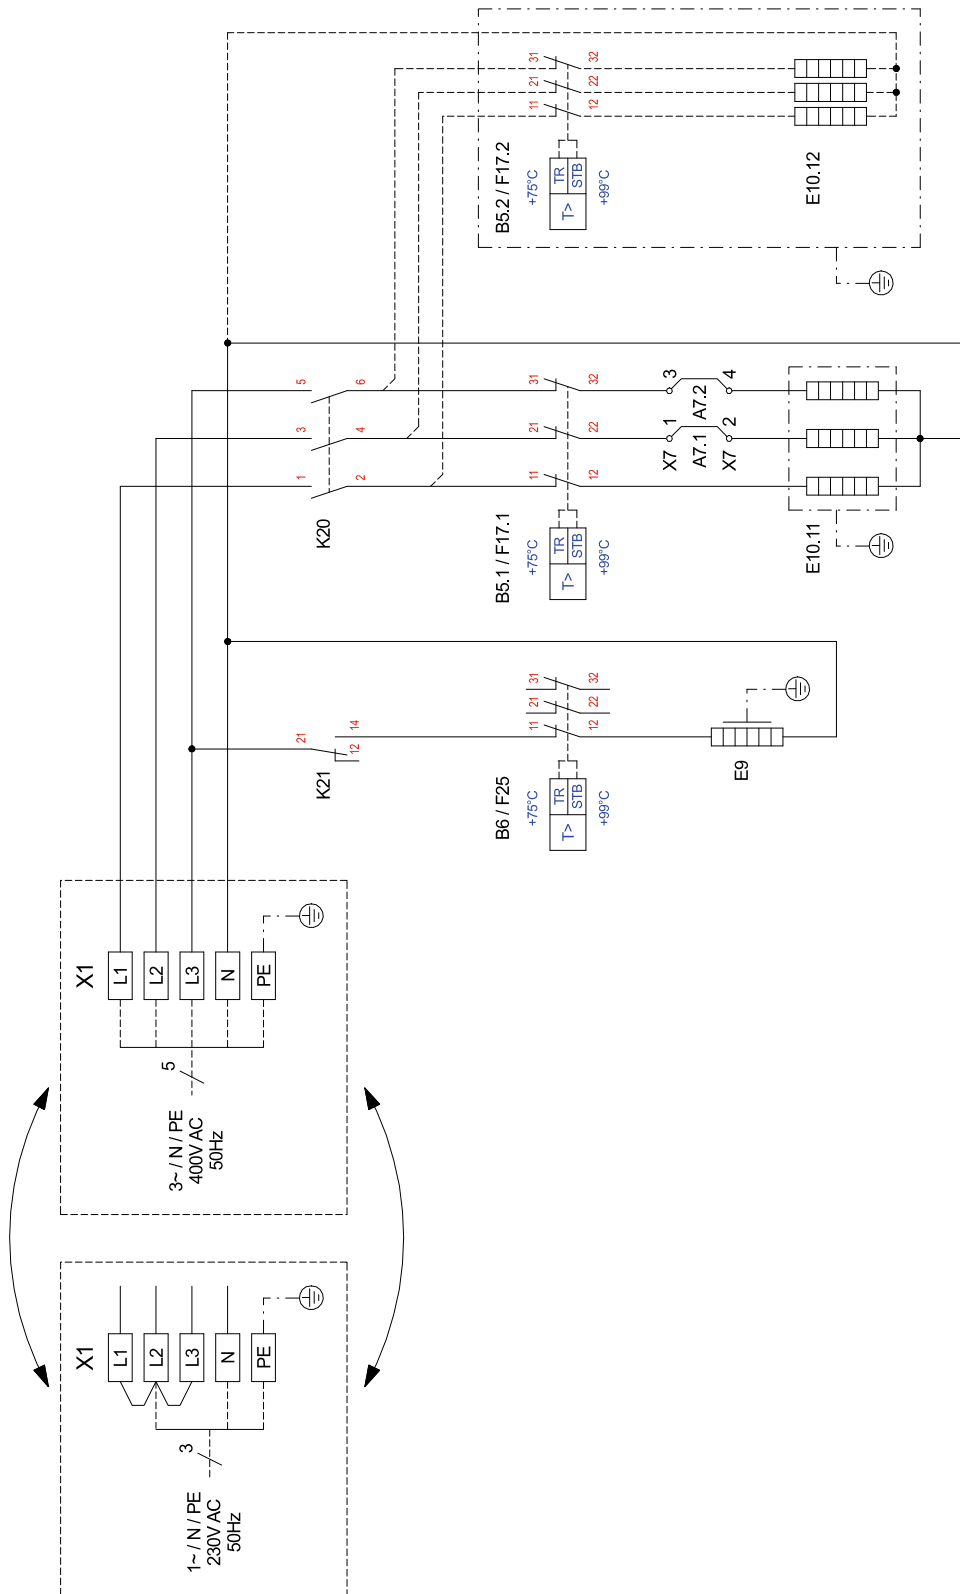 1~ / N / PE
230V AC
50Hz
3
X1
L1
L2
L3
N
PE
3~ / N / PE
400V AC
50Hz
5
X1
L1
L2
L3
N
PE
K21
21
12
14
B6 / F25
+75°C
T>
TR
STB
+99°C
11
21
31
12
22
32
E9
K20
1
3
5
2
4
6
B5.1 / F17.1
+75°C
T>
TR
STB
+99°C
11
21
31
12
22
32
X7
1
3
A7.1
A7.2
X7
2
4
E10.11
B5.2 / F17.2
+75°C
T>
TR
STB
+99°C
11
21
31
12
22
32
E10.12